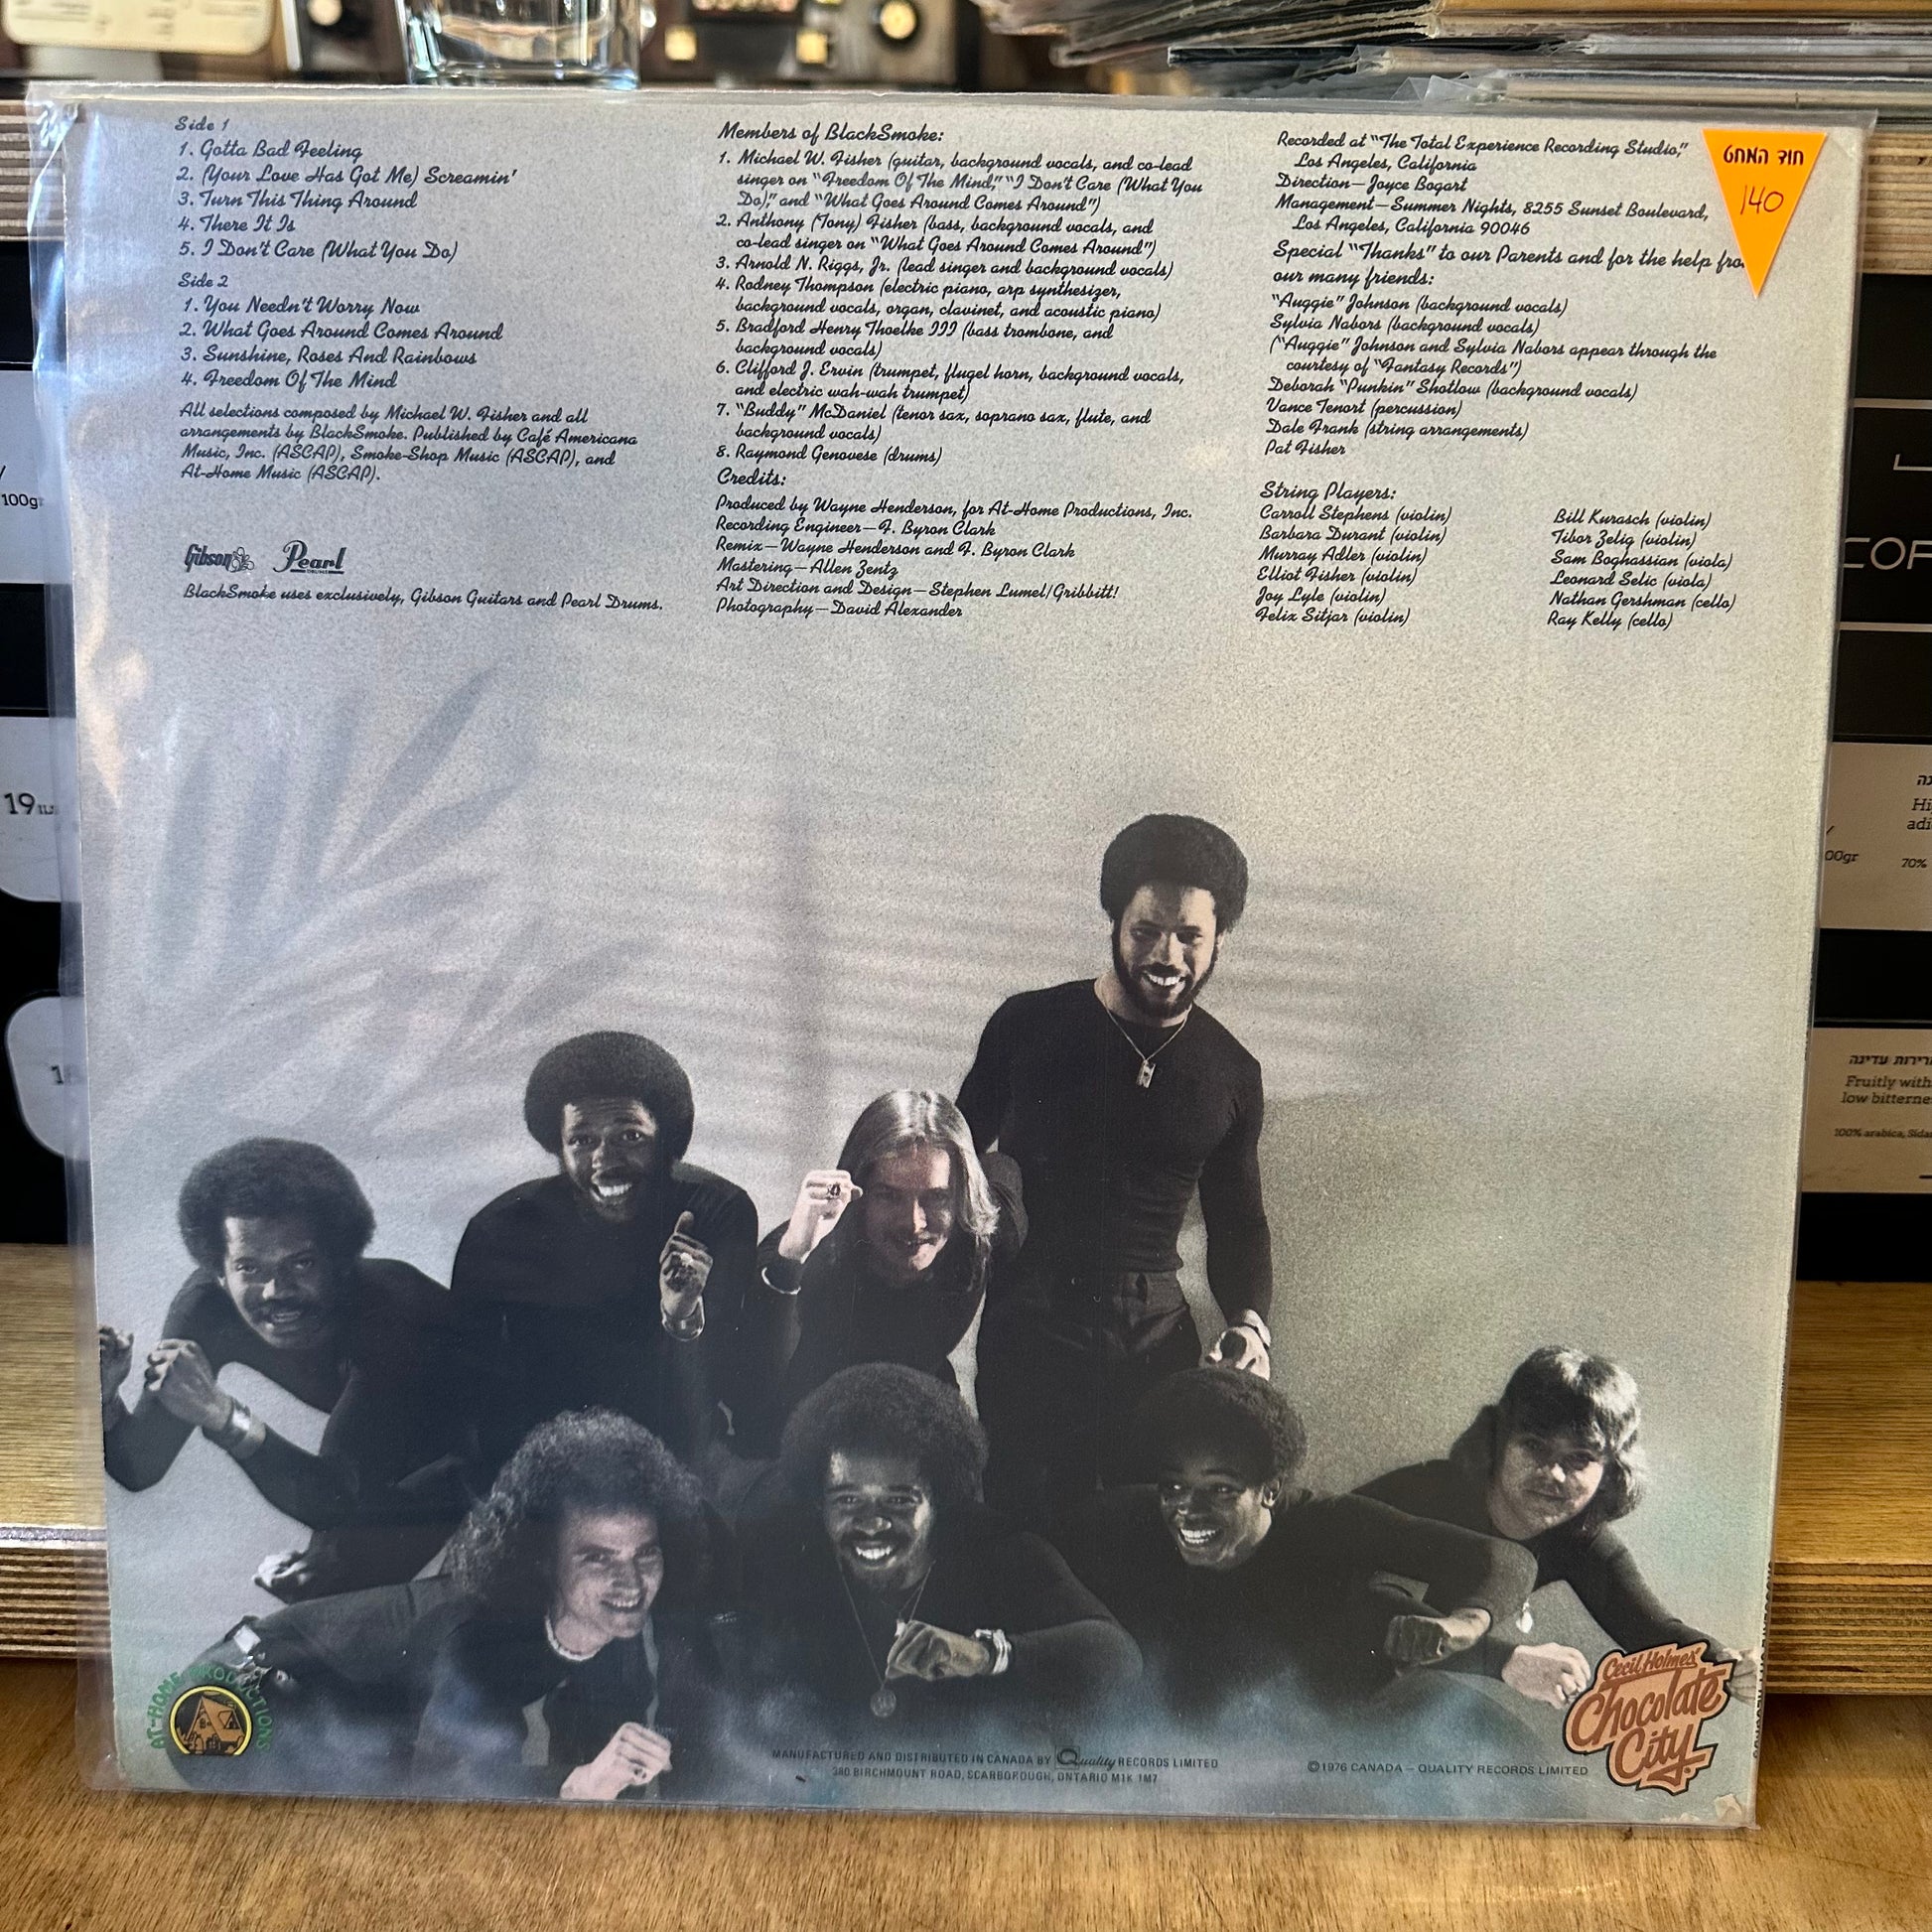 Side 1
1. Gotta Bad Feeling
2. (Your Love Has Got Me) Screamin'
3. Turn This Thing Around
4. There It Is
5. I Don't Care (What You Do)
Side 2
1. You Needn't Worry Now
2. What Goes Around Comes Around
3. Sunshine, Roses And Rainbows
4. Freedom Of The Mind
All selections composed by Michael W. Fisher and all
arrangements by BlackSmoke. Published by Café Americana
Music, Inc. (ASCAP), Smoke-Shop Music (ASCAP), and
At-Home Music (ASCAP).
Gibson Pearl
BlackSmoke uses exclusively, Gibson Guitars and Pearl Drums.
Members of BlackSmoke:
1. Michael W. Fisher (guitar, background vocals, and co-lead
singer on "Freedom Of The Mind," "I Don't Care (What You
Do)," and "What Goes Around Comes Around")
2. Anthony (Tony) Fisher (bass, background vocals, and
co-lead singer on "What Goes Around Comes Around")
3. Arnold N. Riggs, Jr. (lead singer and background vocals)
4. Rodney Thompson (electric piano, arp synthesizer,
background vocals, organ, clavinet, and acoustic piano)
5. Bradford Henry Thoelke III (bass trombone, and
background vocals)
6. Clifford J. Ervin (trumpet, flugel horn, background vocals,
and electric wah-wah trumpet)
7. "Buddy" McDaniel (tenor sax, soprano sax, flute, and
background vocals)
8. Raymond Genovese (drums)
Credits:
Produced by Wayne Henderson, for At-Home Productions, Inc.
Recording Engineer—F. Byron Clark
Remix—Wayne Henderson and F. Byron Clark
Mastering—Allen Zentz
Art Direction and Design—Stephen Lumel/Gribbitt!
Photography—David Alexander
Recorded at "The Total Experience Recording Studio,"
Los Angeles, California
Direction—Joyce Bogart
Management—Summer Nights, 8255 Sunset Boulevard,
Los Angeles, California 90046
Special "Thanks" to our Parents and for the help
our many friends:
"Auggie" Johnson (background vocals)
Sylvia Nabors (background vocals)
("Auggie" Johnson and Sylvia Nabors appear through the
courtesy of "Fantasy Records")
Deborah "Punkin" Shotlow (background vocals)
Vance Tenort (percussion)
Dale Frank (string arrangements)
Pat Fisher
String Players:
Carroll Stephens (violin)
Barbara Durant (violin)
Murray Adler (violin)
Elliot Fisher (violin)
Joy Lyle (violin)
Felix Sitjar (violin)
Bill Kurasch (violin)
Tibor Zelig (violin)
Sam Boghassian (viola)
Leonard Selic (viola)
Nathan Gershman (cello)
Ray Kelly (cello)
חוד המחט
140
100gr
19
00gr
70%
הרירות עדינה
Fruitly with
low bitterne
100% arabica,
AT-HOME PRODUCTIONS
MANUFACTURED AND DISTRIBUTED IN CANADA BY Quality RECORDS LIMITED
380 BIRCHMOUNT ROAD, SCARBOROUGH, ONTARIO M1K 1M7
©1976 CANADA – QUALITY RECORDS LIMITED
Cecil Holmes'
Chocolate
City